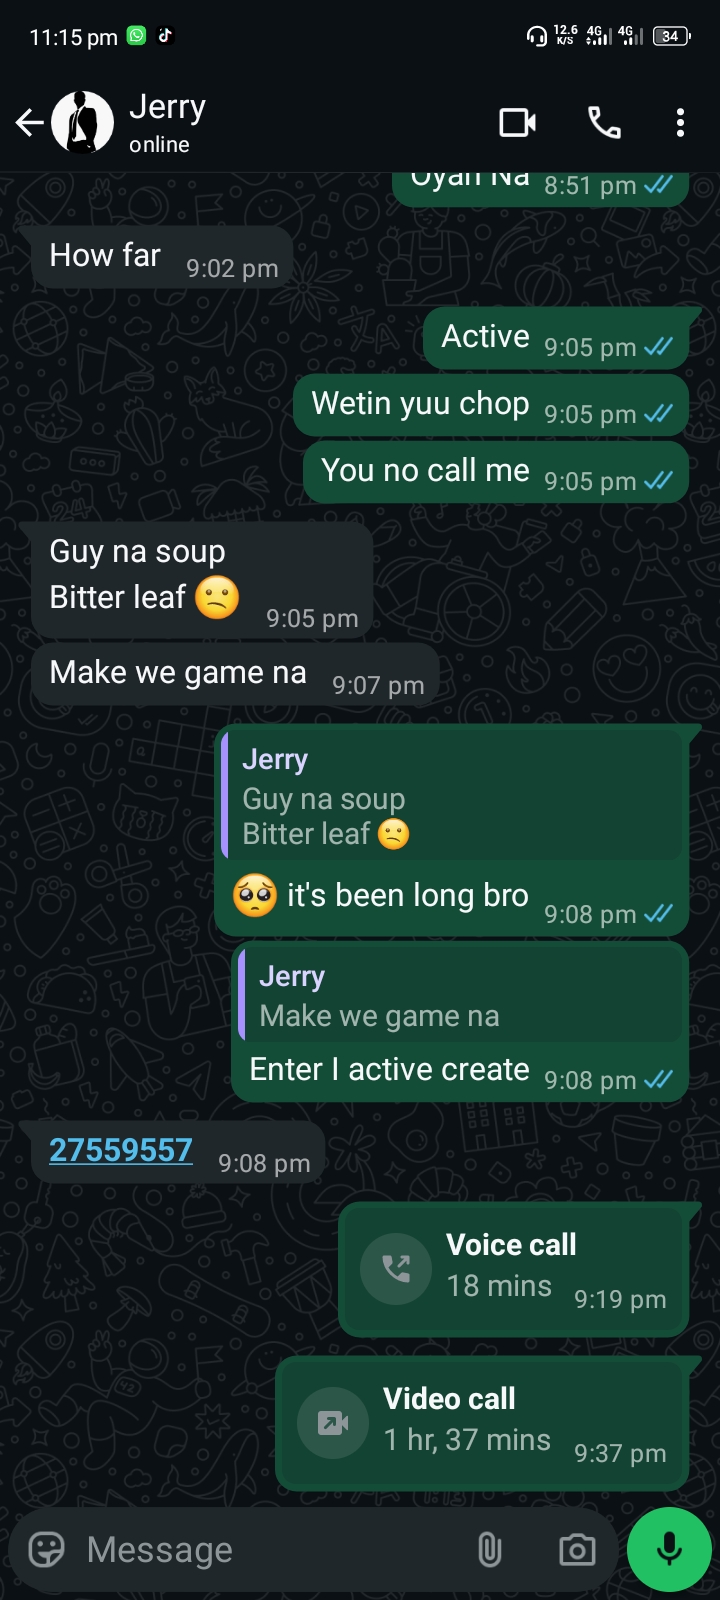 11:15 pm 12.6 K/S 4G 4G 34
Jerry
online
Uyah Na 8:51 pm
How far 9:02 pm
Active 9:05 pm
Wetin yuu chop 9:05 pm
You no call me 9:05 pm
Guy na soup
Bitter leaf 😕 9:05 pm
Make we game na 9:07 pm
Jerry
Guy na soup
Bitter leaf 😕
🥺 it's been long bro 9:08 pm
Jerry
Make we game na
Enter I active create 9:08 pm
27559557 9:08 pm
Voice call
18 mins 9:19 pm
Video call
1 hr, 37 mins 9:37 pm
Message